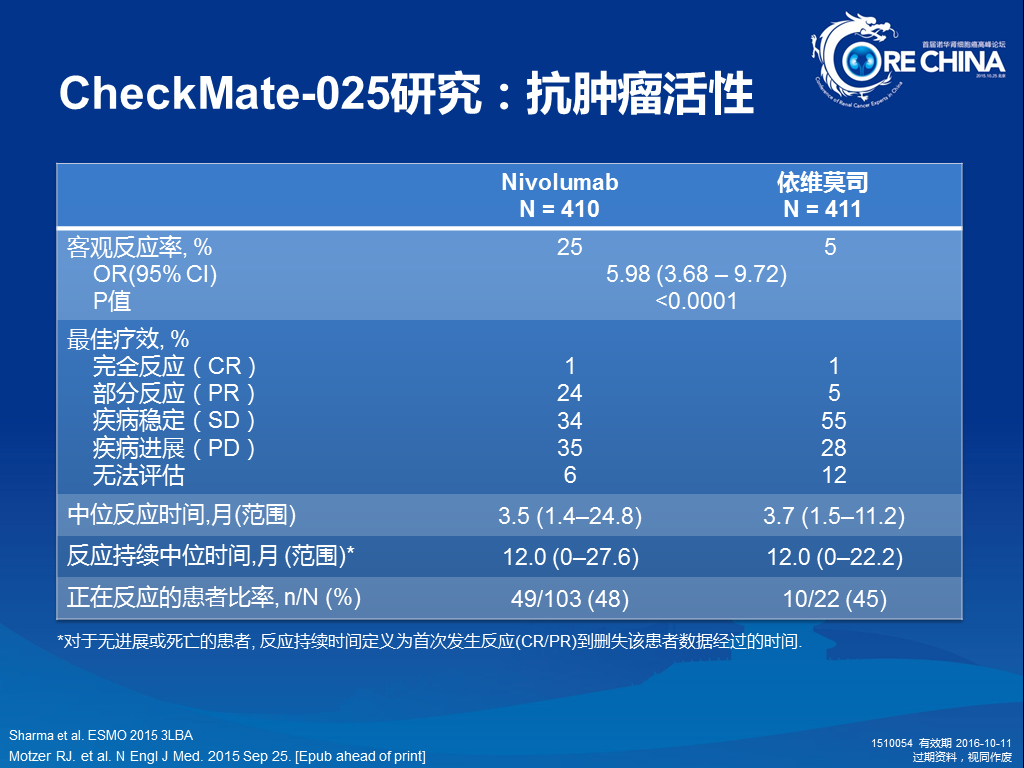 首届诺华肾细胞癌高峰论坛
CORE CHINA
2015.10.25 北京
Conference of Renal Cancer Experts in China
CheckMate-025研究：抗肿瘤活性
Nivolumab 依维莫司
N = 410 N = 411
客观反应率, % 25 5
OR(95% CI) 5.98 (3.68 – 9.72)
P值 <0.0001
最佳疗效, %
完全反应（CR） 1 1
部分反应（PR） 24 5
疾病稳定（SD） 34 55
疾病进展（PD） 35 28
无法评估 6 12
中位反应时间,月(范围) 3.5 (1.4–24.8) 3.7 (1.5–11.2)
反应持续中位时间,月 (范围)* 12.0 (0–27.6) 12.0 (0–22.2)
正在反应的患者比率, n/N (%) 49/103 (48) 10/22 (45)
*对于无进展或死亡的患者, 反应持续时间定义为首次发生反应(CR/PR)到删失该患者数据经过的时间.
Sharma et al. ESMO 2015 3LBA
Motzer RJ. et al. N Engl J Med. 2015 Sep 25. [Epub ahead of print]
1510054 有效期 2016-10-11
过期资料，视同作废